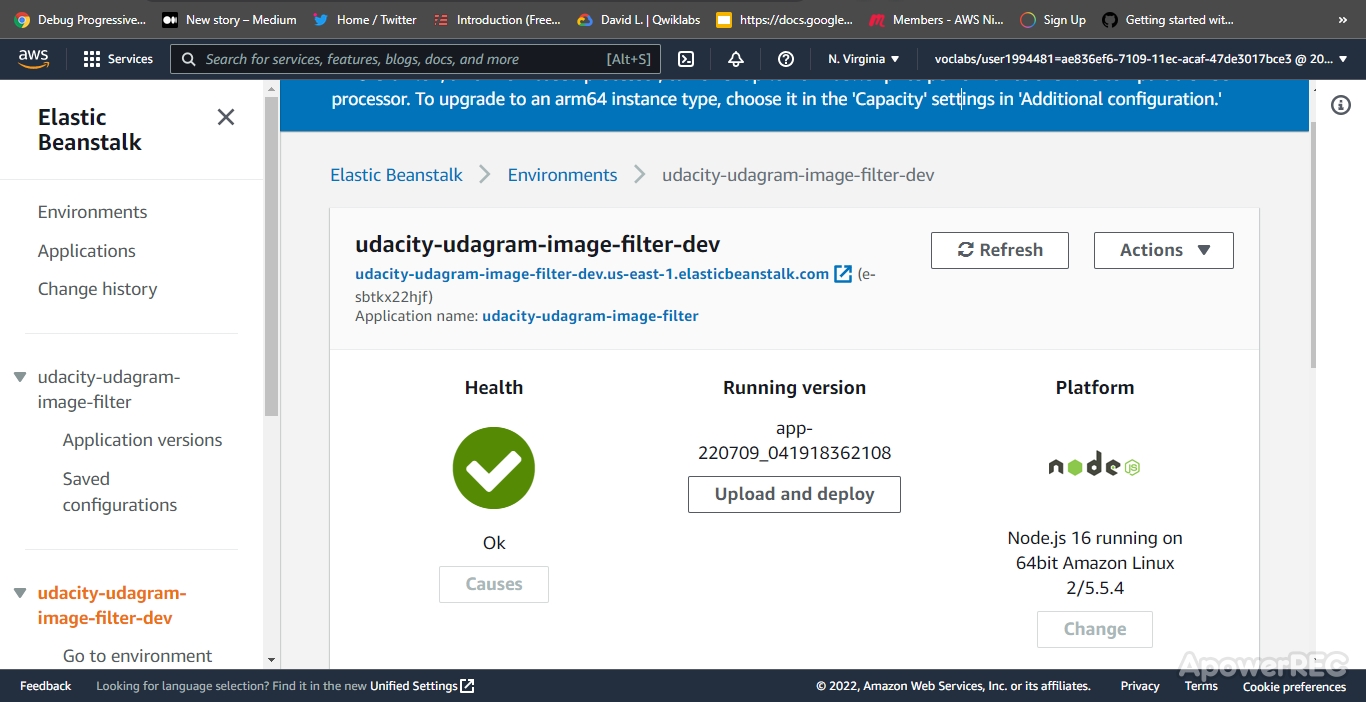 Debug Progressive...
New story – Medium
Home / Twitter
Introduction (Free...
David L. | Qwiklabs
https://docs.google...
Members - AWS Ni...
Sign Up
Getting started wit...
»
aws
Services
Search for services, features, blogs, docs, and more [Alt+S]
N. Virginia
voclabs/user1994481=ae836ef6-7109-11ec-acaf-47de3017bce3 @ 20...
Elastic
Beanstalk
Environments
Applications
Change history
udacity-udagram-
image-filter
Application versions
Saved
configurations
udacity-udagram-
image-filter-dev
Go to environment
processor. To upgrade to an arm64 instance type, choose it in the 'Capacity' settings in 'Additional configuration.'
Elastic Beanstalk
Environments
udacity-udagram-image-filter-dev
udacity-udagram-image-filter-dev
udacity-udagram-image-filter-dev.us-east-1.elasticbeanstalk.com (e-
sbtkx22hjf)
Application name: udacity-udagram-image-filter
Refresh
Actions
Health
Ok
Causes
Running version
app-
220709_041918362108
Upload and deploy
Platform
node JS
Node.js 16 running on
64bit Amazon Linux
2/5.5.4
Change
ApowerREC
Feedback
Looking for language selection? Find it in the new Unified Settings
© 2022, Amazon Web Services, Inc. or its affiliates.
Privacy
Terms
Cookie preferences